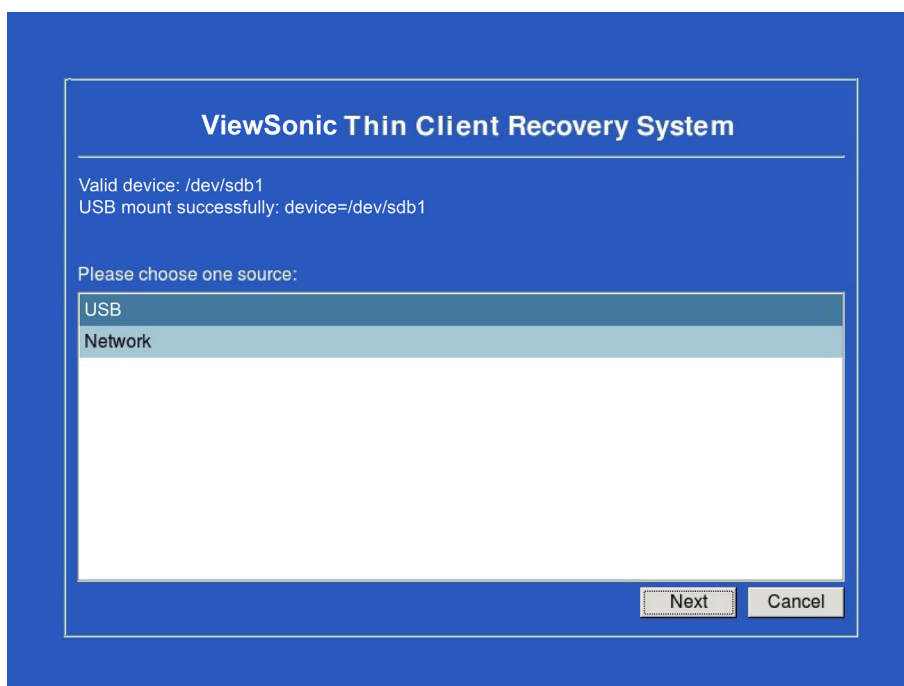 ViewSonic Thin Client Recovery System
Valid device: /dev/sdb1
USB mount successfully: device=/dev/sdb1
Please choose one source:
USB
Network
Next
Cancel